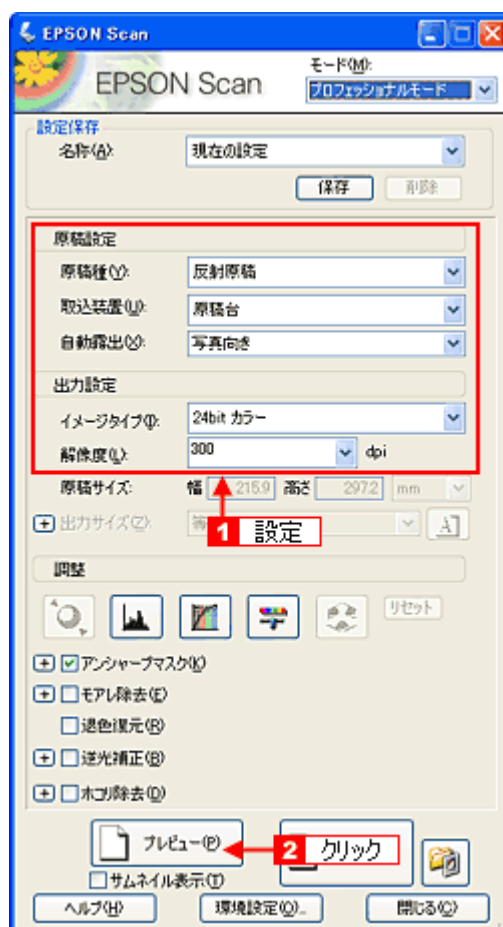 EPSON Scan
EPSON Scan
モード(M):
プロフェッショナルモード
設定保存
名称(A):
現在の設定
保存
削除
原稿設定
原稿種(Y):
反射原稿
取込装置(U):
原稿台
自動露出(X):
写真向き
出力設定
イメージタイプ(I):
24bit カラー
解像度(L):
300
dpi
原稿サイズ:
幅
215.9
高さ
297.2
mm
出力サイズ(Z):
等
1 設定
調整
リセット
アンシャープマスク(K)
モアレ除去(E)
退色復元(R)
逆光補正(B)
ホコリ除去(D)
プレビュー(P)
2 クリック
サムネイル表示(T)
ヘルプ(H)
環境設定(O)...
閉じる(C)